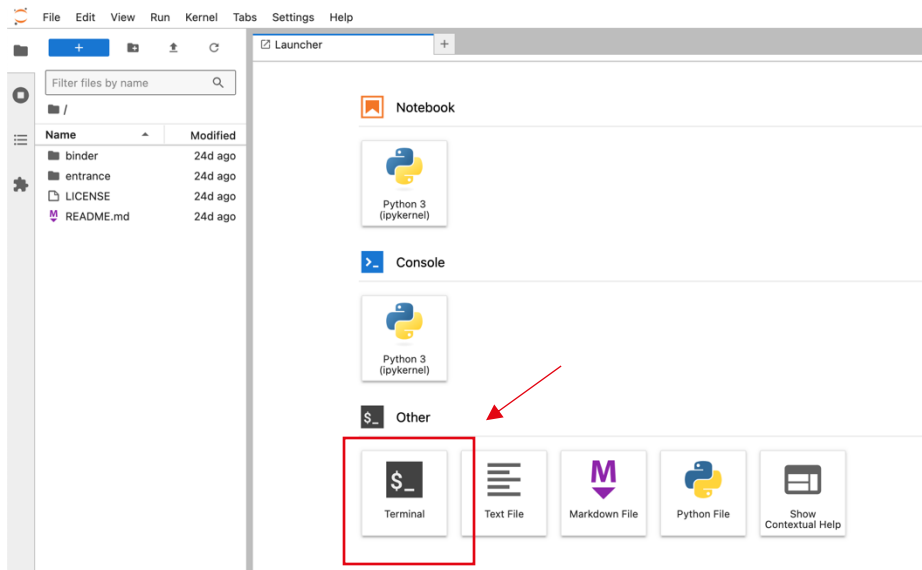 File Edit View Run Kernel Tabs Settings Help
+
Launcher
+
Filter files by name
/
Name Modified
binder 24d ago
entrance 24d ago
LICENSE 24d ago
M README.md 24d ago
Notebook
Python 3
(ipykernel)
>_ Console
Python 3
(ipykernel)
$_ Other
$_
Terminal
Text File
M
Markdown File
Python File
Show
Contextual Help